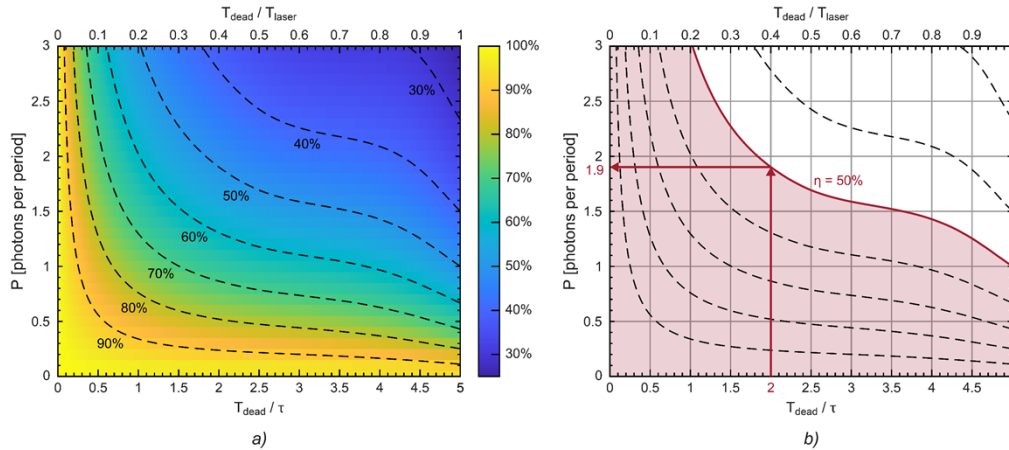 T_dead / T_laser
0 0.1 0.2 0.3 0.4 0.5 0.6 0.7 0.8 0.9 1
3
2.5
2
1.5
1
0.5
0
P [photons per period]
30%
40%
50%
60%
70%
80%
90%
0 0.5 1 1.5 2 2.5 3 3.5 4 4.5 5
T_dead / τ
100%
90%
80%
70%
60%
50%
40%
30%
a)
T_dead / T_laser
0 0.1 0.2 0.3 0.4 0.5 0.6 0.7 0.8 0.9
3
2.5
2
1.9
1.5
1
0.5
0
P [photons per period]
η = 50%
0 0.5 1 1.5 2 2.5 3 3.5 4 4.5
T_dead / τ
b)